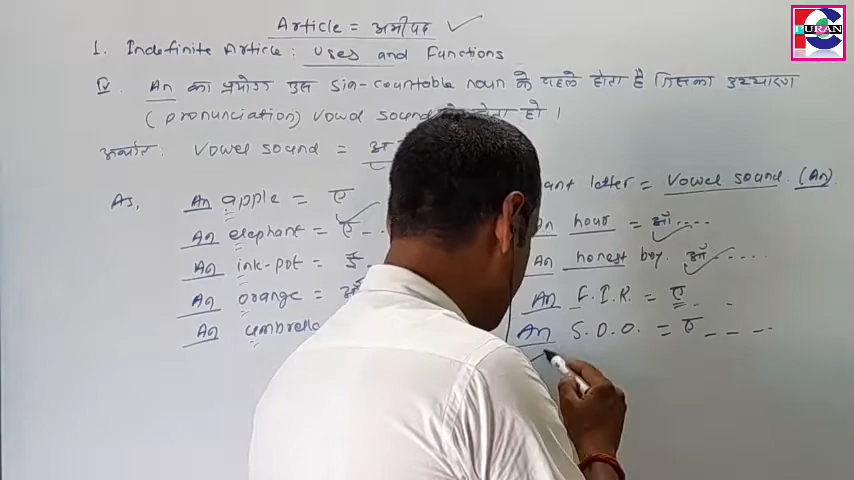 Article = अभीपद
1. Indefinite Article: Uses and Functions
IV. An का प्रयोग उस Sin-countable noun के पहले होता है जिसका उच्चारण
(pronunciation) vowel sound होता हो।
अर्थात vowel sound =
ant letter = Vowel sound. (An).
As, An apple = ए
An elephant = ए...
An ink-pot = ई
An orange =
An umbrella
An hour = ऑ....
An honest boy. ऑ....
An F.I.R. = ए. .
An S.D.O. = ए _ _ _
PURAN